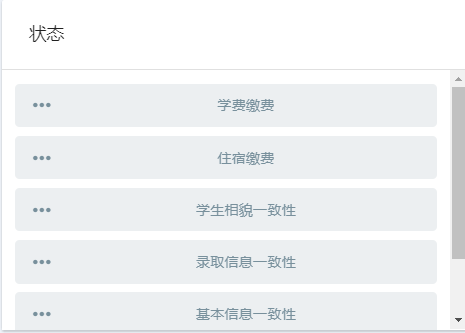 状态
学费缴费
住宿缴费
学生相貌一致性
录取信息一致性
基本信息一致性